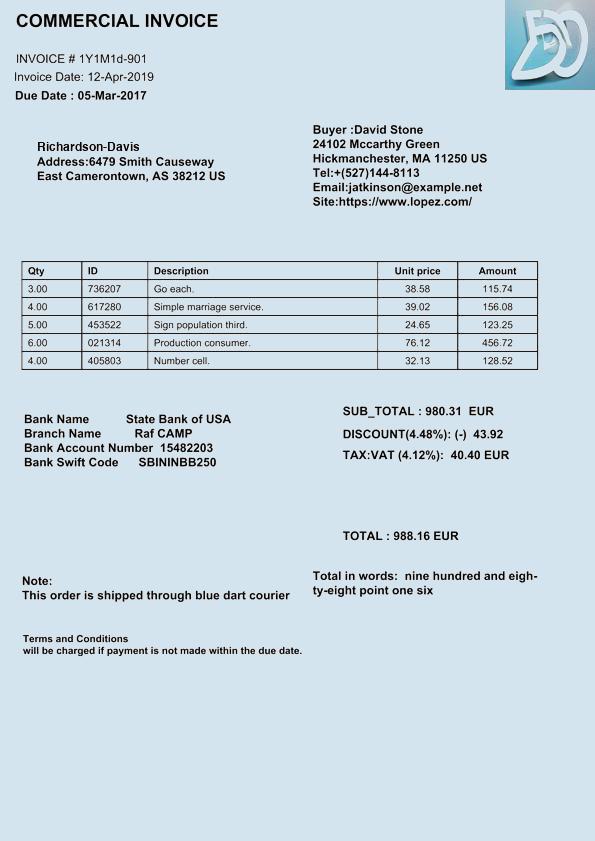 COMMERCIAL INVOICE
INVOICE # 1Y1M1d-901
Invoice Date: 12-Apr-2019
Due Date : 05-Mar-2017
Richardson-Davis
Address:6479 Smith Causeway
East Camerontown, AS 38212 US
Buyer :David Stone
24102 Mccarthy Green
Hickmanchester, MA 11250 US
Tel:+(527)144-8113
Email:jatkinson@example.net
Site:https://www.lopez.com/
Qty ID Description Unit price Amount
3.00 736207 Go each. 38.58 115.74
4.00 617280 Simple marriage service. 39.02 156.08
5.00 453522 Sign population third. 24.65 123.25
6.00 021314 Production consumer. 76.12 456.72
4.00 405803 Number cell. 32.13 128.52
Bank Name State Bank of USA
Branch Name Raf CAMP
Bank Account Number 15482203
Bank Swift Code SBININBB250
SUB_TOTAL : 980.31 EUR
DISCOUNT(4.48%): (-) 43.92
TAX:VAT (4.12%): 40.40 EUR
TOTAL : 988.16 EUR
Total in words: nine hundred and eigh-
ty-eight point one six
Note:
This order is shipped through blue dart courier
Terms and Conditions
will be charged if payment is not made within the due date.